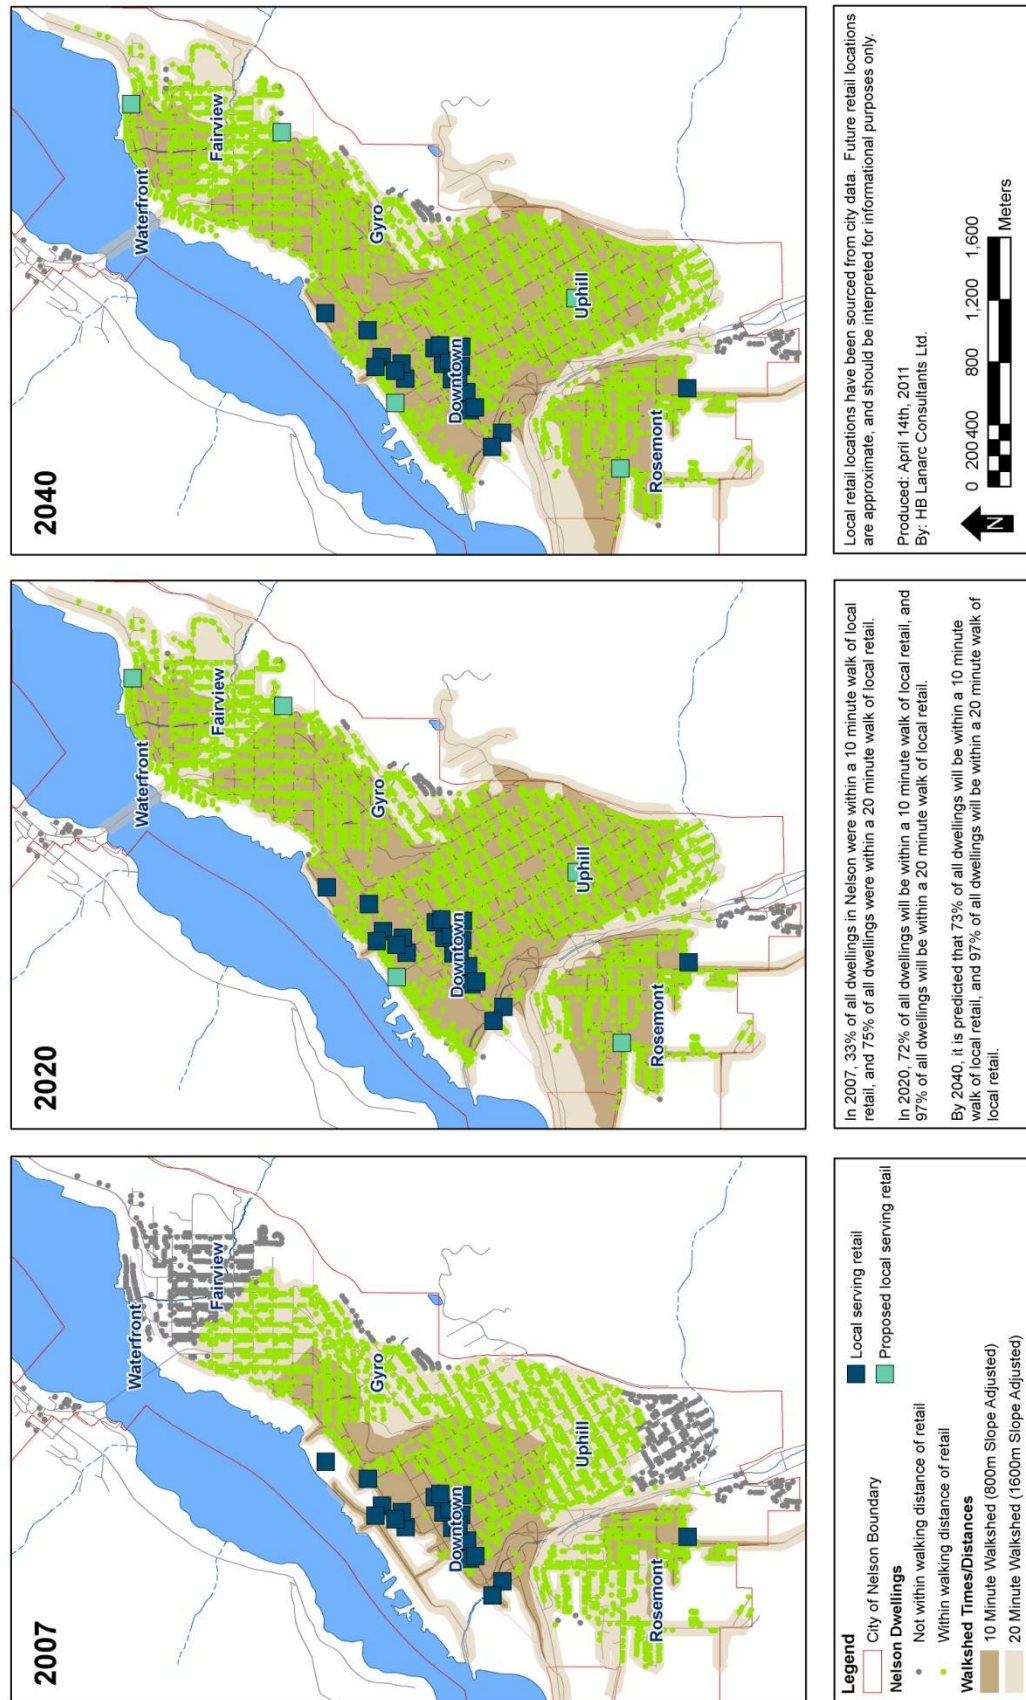 2007
Waterfront
Fairview
Gyro
Downtown
Uphill
Rosemont
2020
Waterfront
Fairview
Gyro
Downtown
Uphill
Rosemont
2040
Waterfront
Fairview
Gyro
Downtown
Uphill
Rosemont
Legend
City of Nelson Boundary
Nelson Dwellings
Not within walking distance of retail
Within walking distance of retail
Walkshed Times/Distances
10 Minute Walkshed (800m Slope Adjusted)
20 Minute Walkshed (1600m Slope Adjusted)
Local serving retail
Proposed local serving retail
In 2007, 33% of all dwellings in Nelson were within a 10 minute walk of local
retail, and 75% of all dwellings were within a 20 minute walk of local retail.
In 2020, 72% of all dwellings will be within a 10 minute walk of local retail, and
97% of all dwellings will be within a 20 minute walk of local retail.
By 2040, it is predicted that 73% of all dwellings will be within a 10 minute
walk of local retail, and 97% of all dwellings will be within a 20 minute walk of
local retail.
Local retail locations have been sourced from city data. Future retail locations
are approximate, and should be interpreted for informational purposes only.
Produced: April 14th, 2011
By: HB Lanarc Consultants Ltd.
N
0 200 400 800 1,200 1,600
Meters